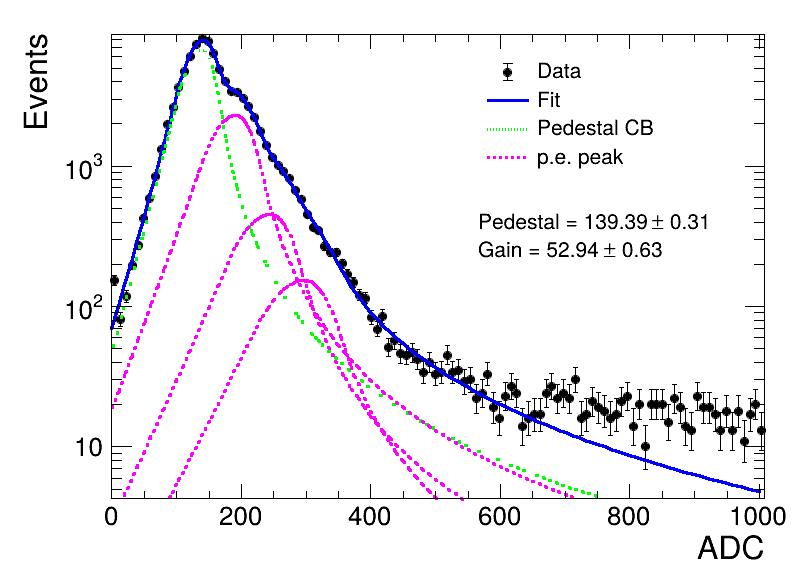 Events
Data
Fit
Pedestal CB
p.e. peak
10³
Pedestal = 139.39 ± 0.31
Gain = 52.94 ± 0.63
10²
10
0 200 400 600 800 1000
ADC